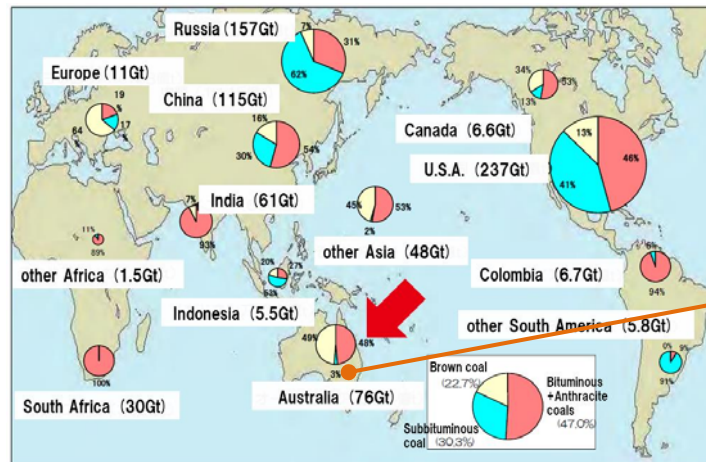 Russia (157Gt)
7%
31%
62%
Europe (11Gt)
19
%
17
%
64
%
China (115Gt)
16%
54%
30%
34%
53%
13%
Canada (6.6Gt)
U.S.A. (237Gt)
13%
46%
41%
India (61Gt)
7%
93%
45%
53%
2%
other Asia (48Gt)
11%
89%
other Africa (1.5Gt)
20%
27%
53%
Indonesia (5.5Gt)
Colombia (6.7Gt)
6%
94%
other South America (5.8Gt)
0%
9%
91%
49%
48%
3%
Australia (76Gt)
100%
South Africa (30Gt)
Brown coal
(22.7%)
Bituminous
+Anthracite
coals
(47.0%)
Subbituminous
coal
(30.3%)